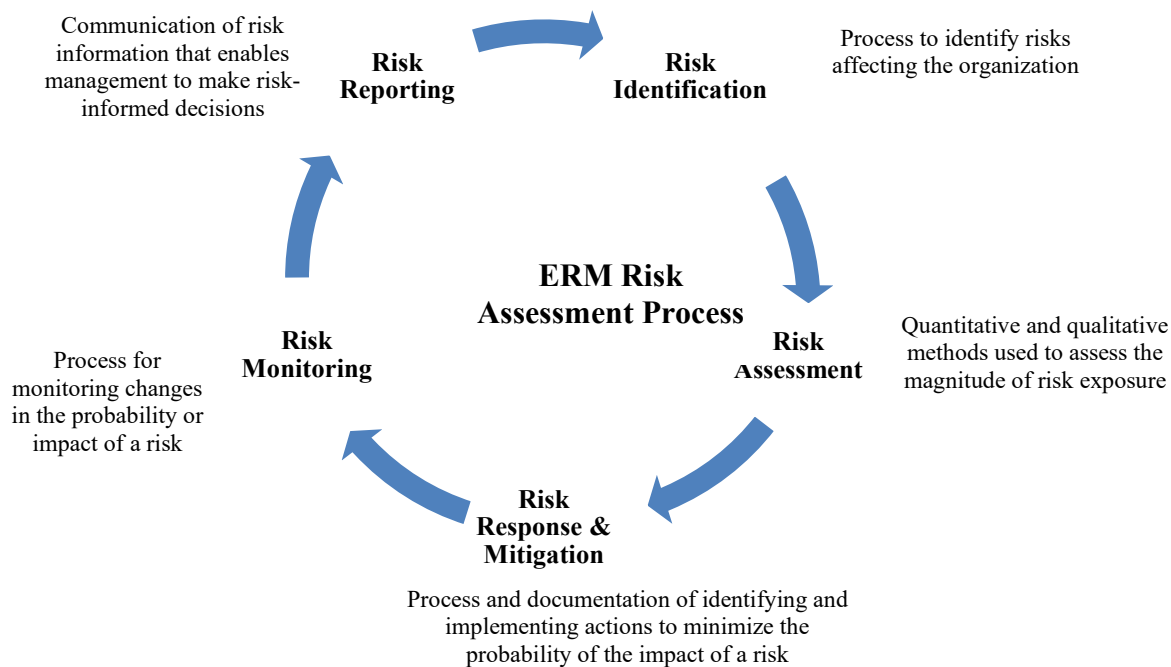 Communication of risk
information that enables
management to make risk-
informed decisions
Risk
Reporting
Risk
Identification
Process to identify risks
affecting the organization
ERM Risk
Assessment Process
Risk
Assessment
Quantitative and qualitative
methods used to assess the
magnitude of risk exposure
Risk
Monitoring
Process for
monitoring changes
in the probability or
impact of a risk
Risk
Response &
Mitigation
Process and documentation of identifying and
implementing actions to minimize the
probability of the impact of a risk